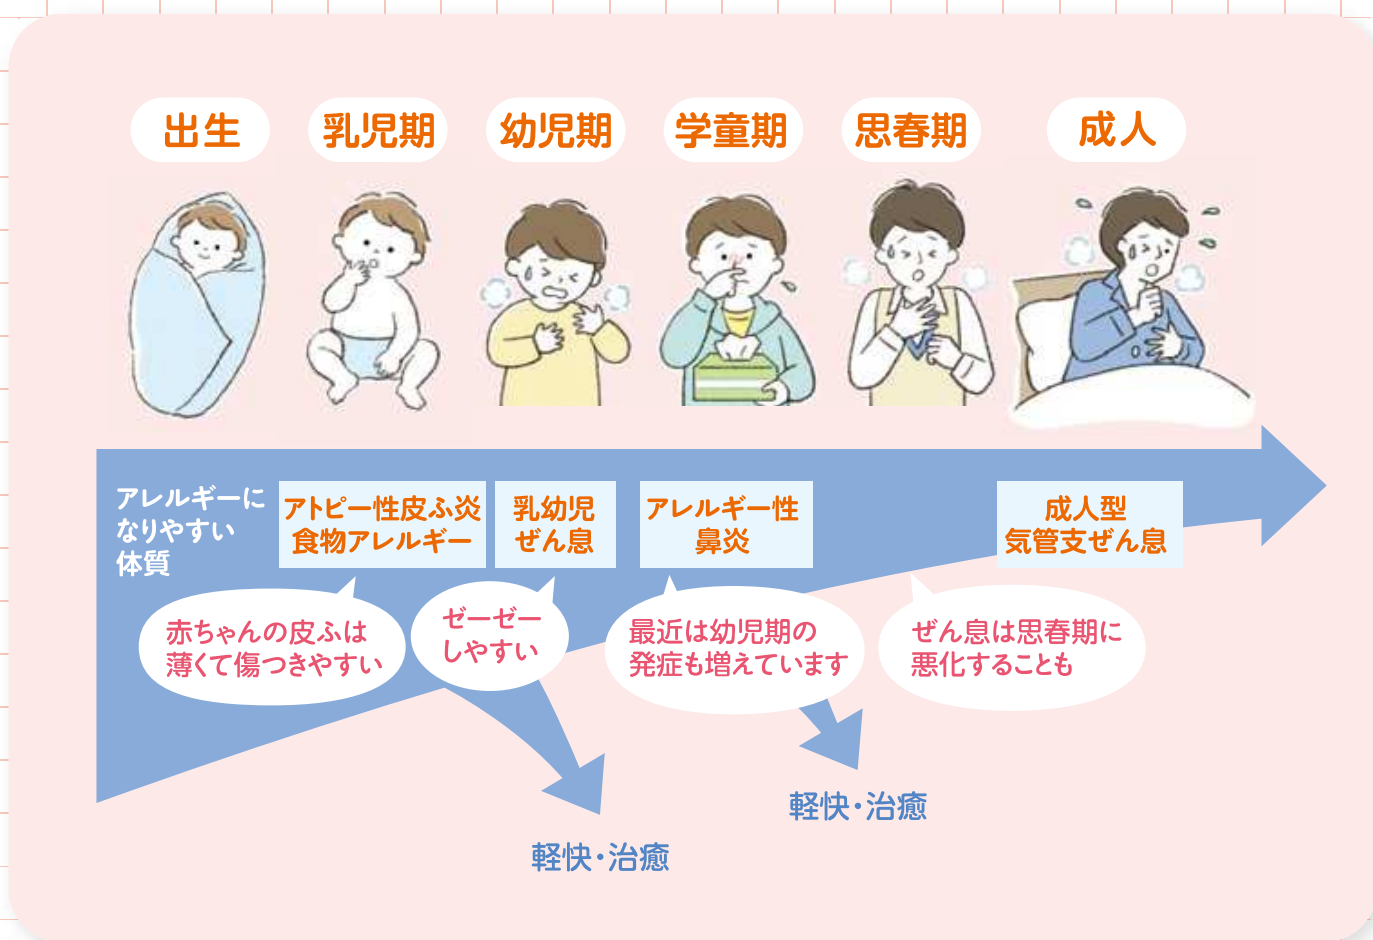 出生
乳児期
幼児期
学童期
思春期
成人
アレルギーに
なりやすい
体質
アトピー性皮ふ炎
食物アレルギー
乳幼児
ぜん息
アレルギー性
鼻炎
成人型
気管支ぜん息
赤ちゃんの皮ふは
薄くて傷つきやすい
ゼーゼー
しやすい
最近は幼児期の
発症も増えています
ぜん息は思春期に
悪化することも
軽快・治癒
軽快・治癒